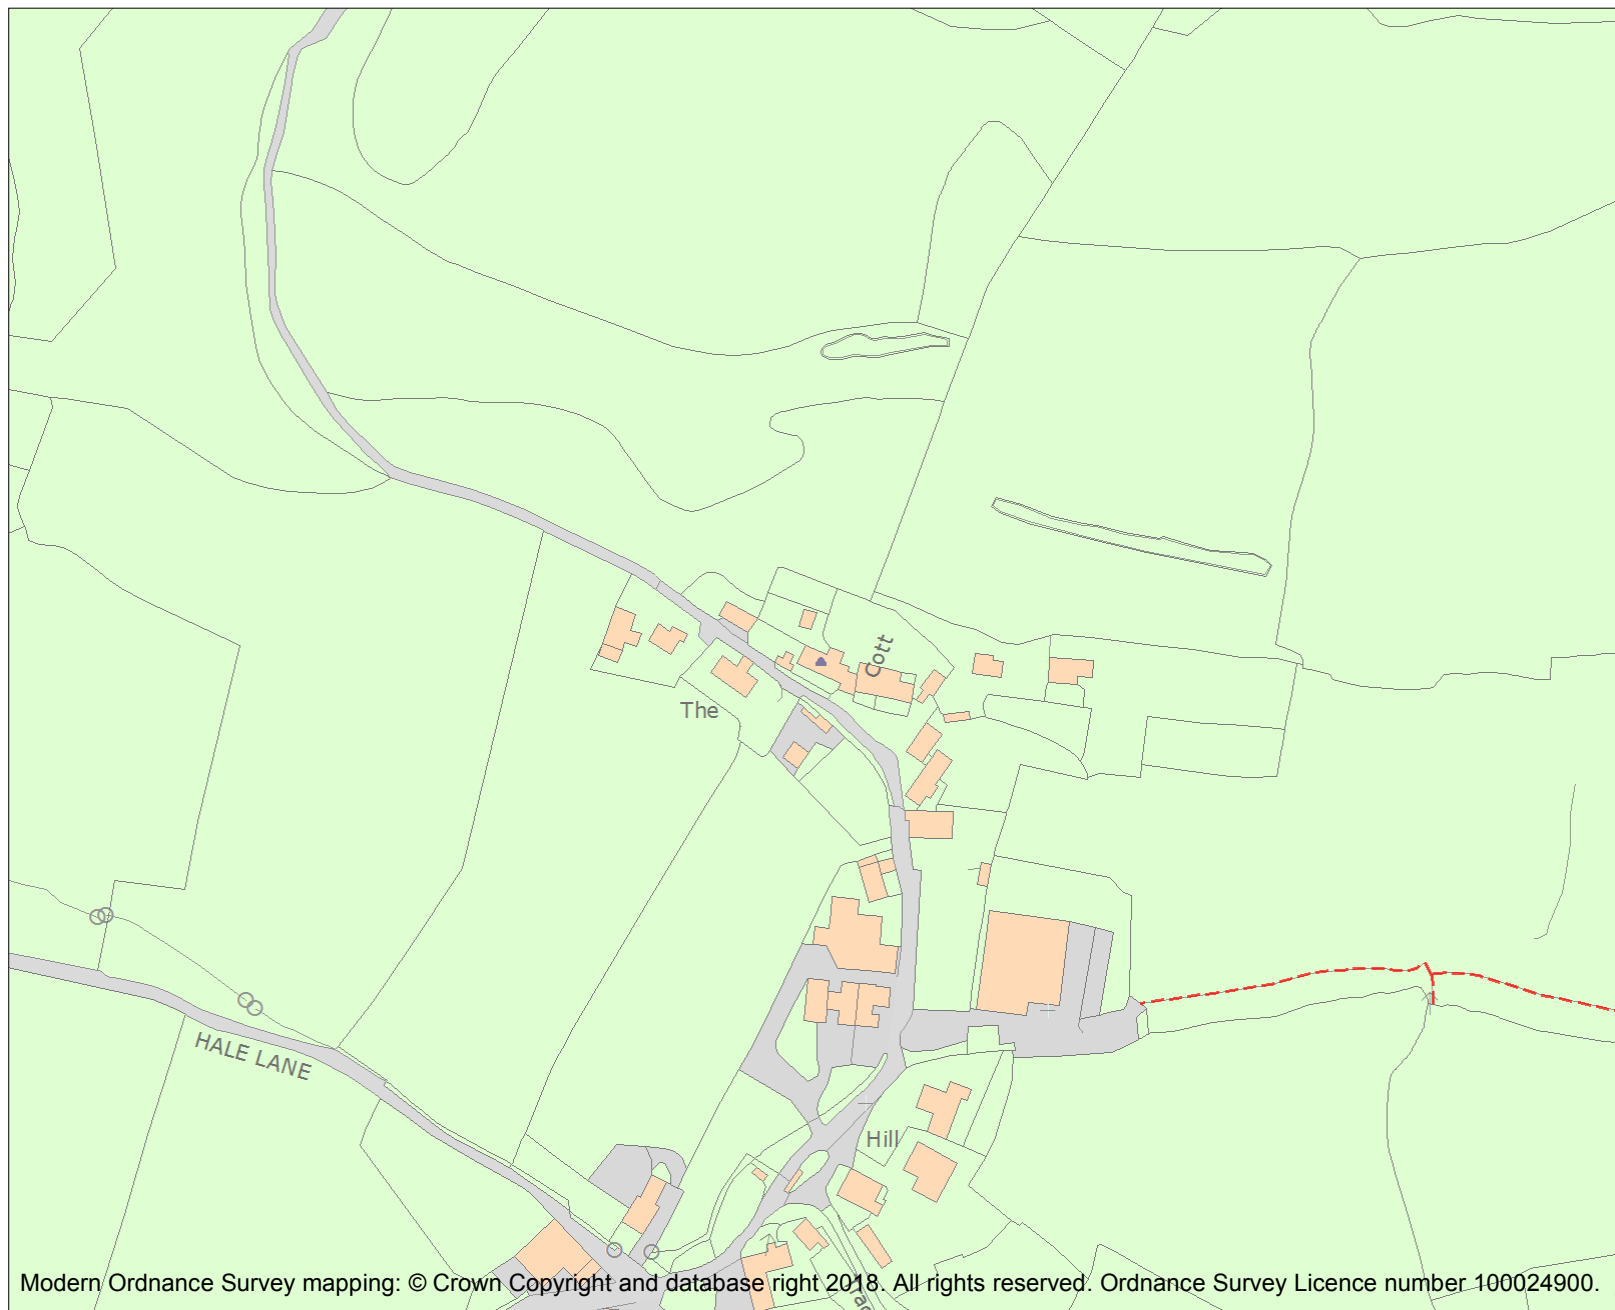 Cott
The
HALE LANE
Hill
Modern Ordnance Survey mapping: © Crown Copyright and database right 2018. All rights reserved. Ordnance Survey Licence number 100024900.